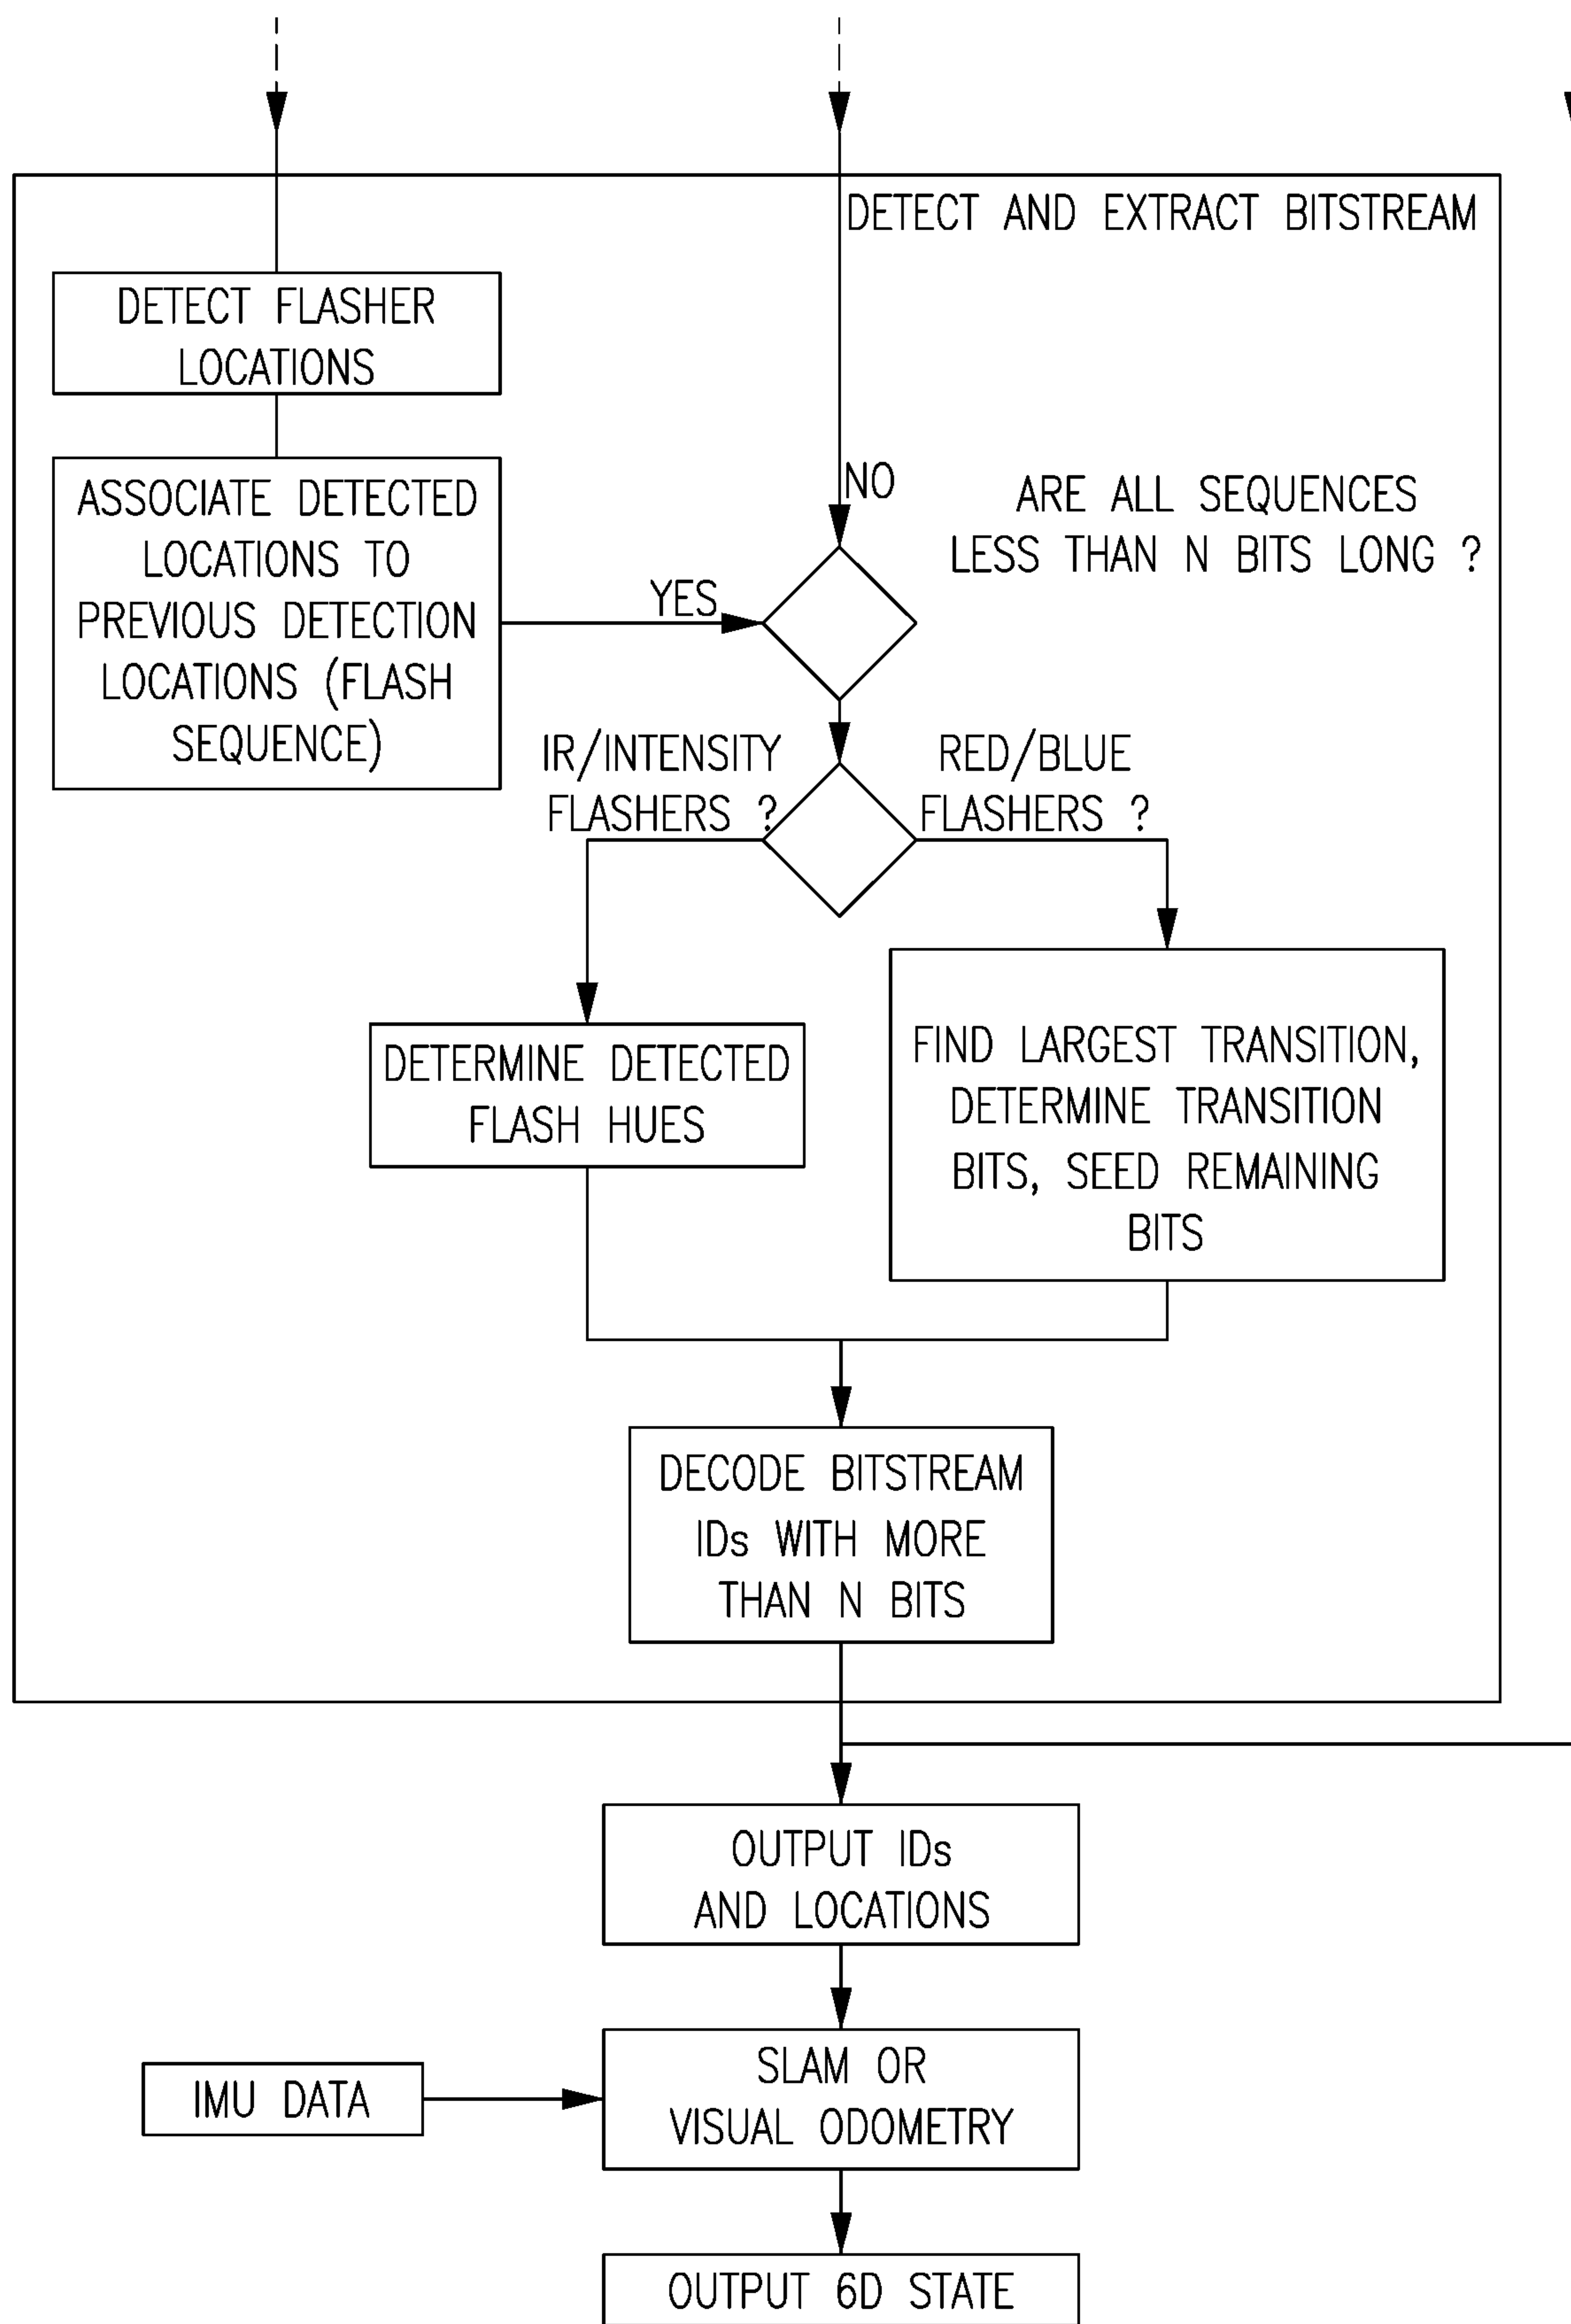 DETECT AND EXTRACT BITSTREAM
DETECT FLASHER
LOCATIONS
ASSOCIATE DETECTED
LOCATIONS TO
PREVIOUS DETECTION
LOCATIONS (FLASH
SEQUENCE)
YES
NO
ARE ALL SEQUENCES
LESS THAN N BITS LONG ?
IR/INTENSITY
FLASHERS ?
RED/BLUE
FLASHERS ?
DETERMINE DETECTED
FLASH HUES
FIND LARGEST TRANSITION,
DETERMINE TRANSITION
BITS, SEED REMAINING
BITS
DECODE BITSTREAM
IDs WITH MORE
THAN N BITS
OUTPUT IDs
AND LOCATIONS
IMU DATA
SLAM OR
VISUAL ODOMETRY
OUTPUT 6D STATE